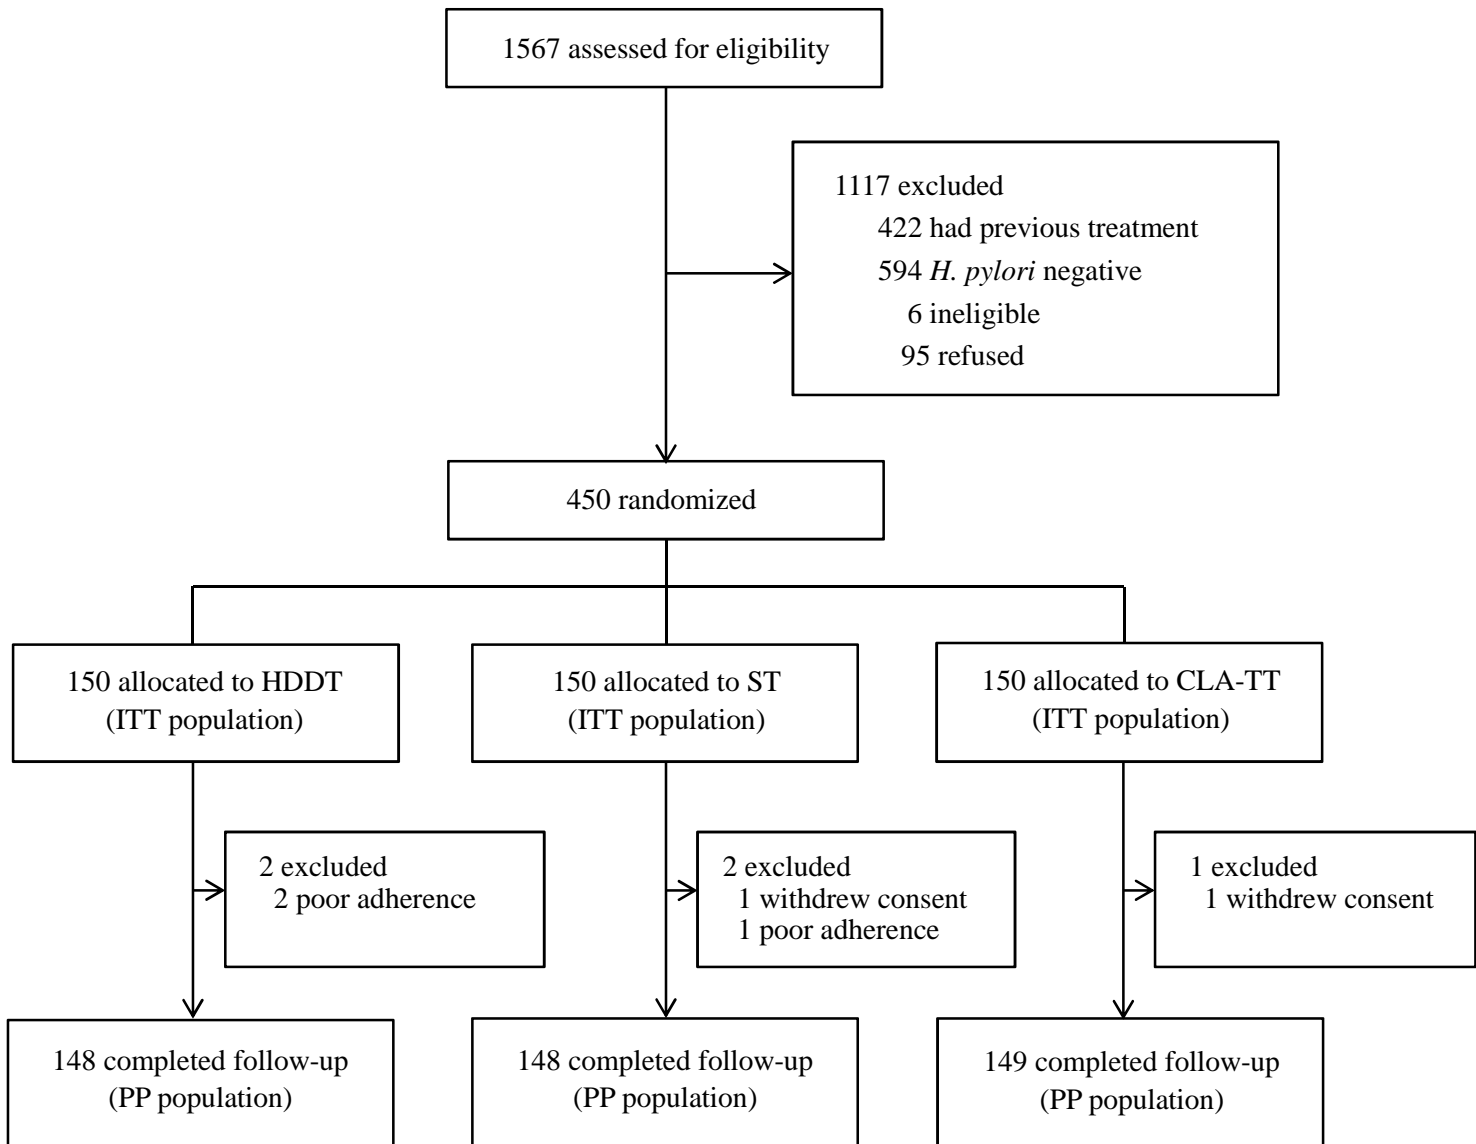 1567 assessed for eligibility
1117 excluded
422 had previous treatment
594 H. pylori negative
6 ineligible
95 refused
450 randomized
150 allocated to HDDT
(ITT population)
150 allocated to ST
(ITT population)
150 allocated to CLA-TT
(ITT population)
2 excluded
2 poor adherence
2 excluded
1 withdrew consent
1 poor adherence
1 excluded
1 withdrew consent
148 completed follow-up
(PP population)
148 completed follow-up
(PP population)
149 completed follow-up
(PP population)